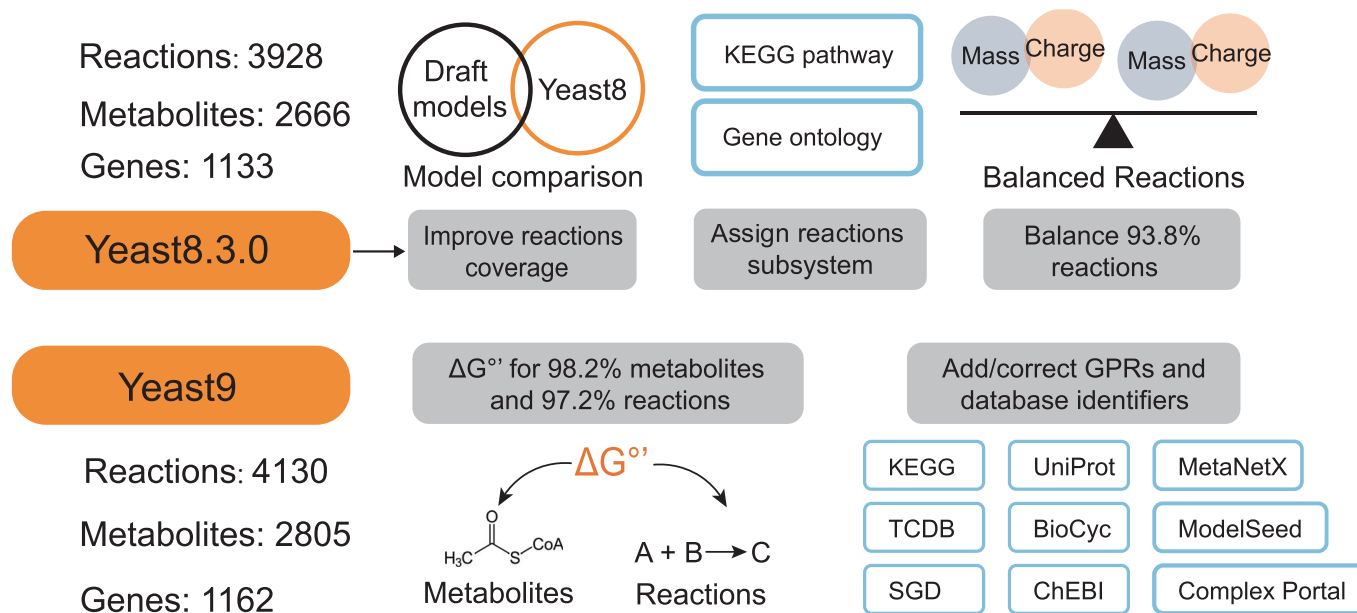 Reactions: 3928
Metabolites: 2666
Genes: 1133
Draft
models
Yeast8
Model comparison
KEGG pathway
Gene ontology
Mass
Charge
Mass
Charge
Balanced Reactions
Yeast8.3.0
Improve reactions
coverage
Assign reactions
subsystem
Balance 93.8%
reactions
Yeast9
ΔG°’ for 98.2% metabolites
and 97.2% reactions
Add/correct GPRs and
database identifiers
Reactions: 4130
Metabolites: 2805
Genes: 1162
ΔG°’
O
H₃C
S
CoA
Metabolites
A + B → C
Reactions
KEGG
UniProt
MetaNetX
TCDB
BioCyc
ModelSeed
SGD
ChEBI
Complex Portal